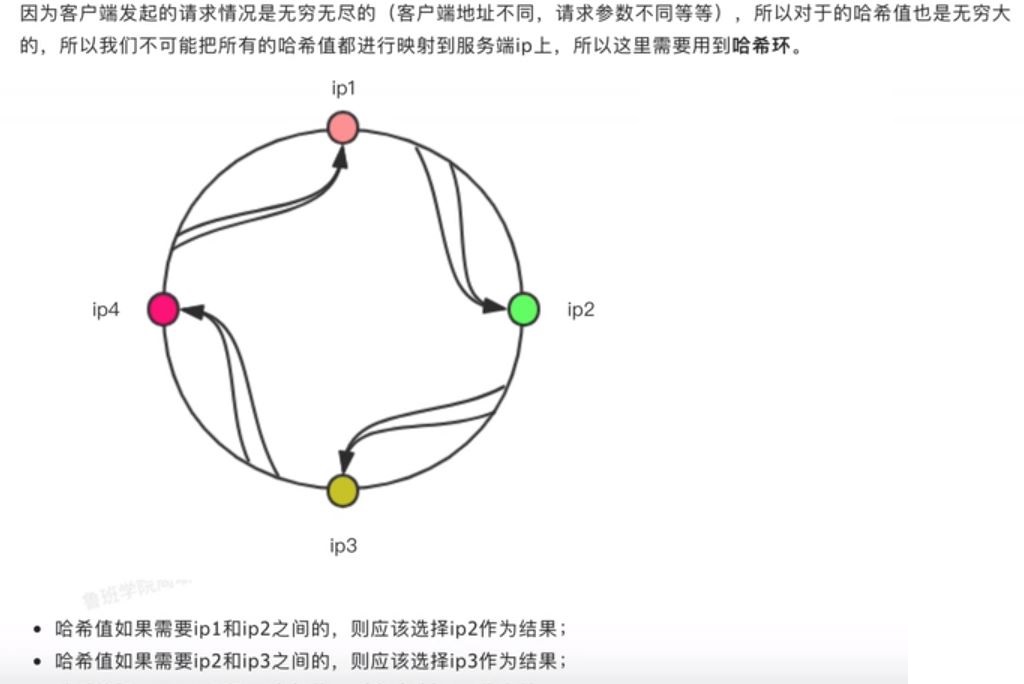 因为客户端发起的请求情况是无穷无尽的（客户端地址不同，请求参数不同等等），所以对于的哈希值也是无穷大
的，所以我们不可能把所有的哈希值都进行映射到服务端ip上，所以这里需要用到哈希环。
ip1
ip4
ip2
ip3
鲁班学院
• 哈希值如果需要ip1和ip2之间的，则应该选择ip2作为结果；
• 哈希值如果需要ip2和ip3之间的，则应该选择ip3作为结果；